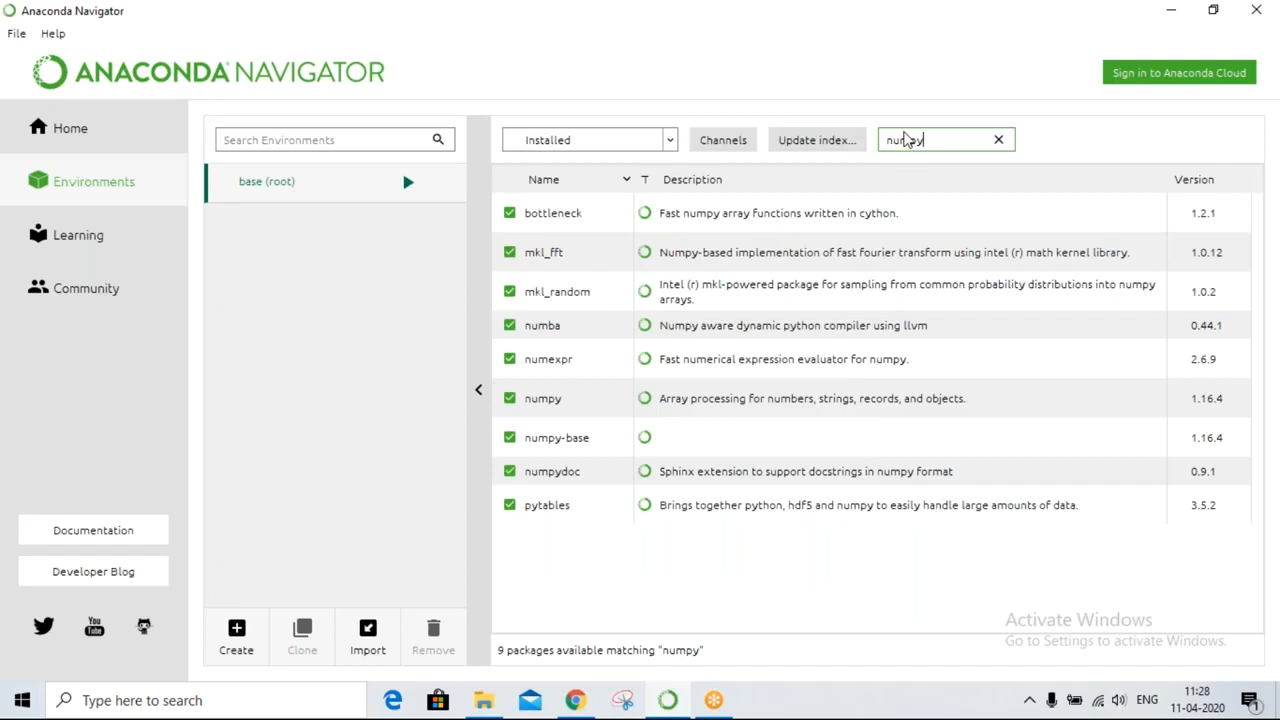 Anaconda Navigator
File Help
ANACONDA NAVIGATOR
Sign in to Anaconda Cloud
Home
Environments
Learning
Community
Documentation
Developer Blog
You
Tube
Search Environments
base (root)
Create
Clone
Import
Remove
Installed
Channels
Update index...
numpy
Name T Description Version
bottleneck Fast numpy array functions written in cython. 1.2.1
mkl_fft Numpy-based implementation of fast fourier transform using intel (r) math kernel library. 1.0.12
mkl_random Intel (r) mkl-powered package for sampling from common probability distributions into numpy
arrays. 1.0.2
numba Numpy aware dynamic python compiler using llvm 0.44.1
numexpr Fast numerical expression evaluator for numpy. 2.6.9
numpy Array processing for numbers, strings, records, and objects. 1.16.4
numpy-base 1.16.4
numpydoc Sphinx extension to support docstrings in numpy format 0.9.1
pytables Brings together python, hdf5 and numpy to easily handle large amounts of data. 3.5.2
Activate Windows
Go to Settings to activate Windows.
9 packages available matching "numpy"
Type here to search
ENG
11:28
11-04-2020
1